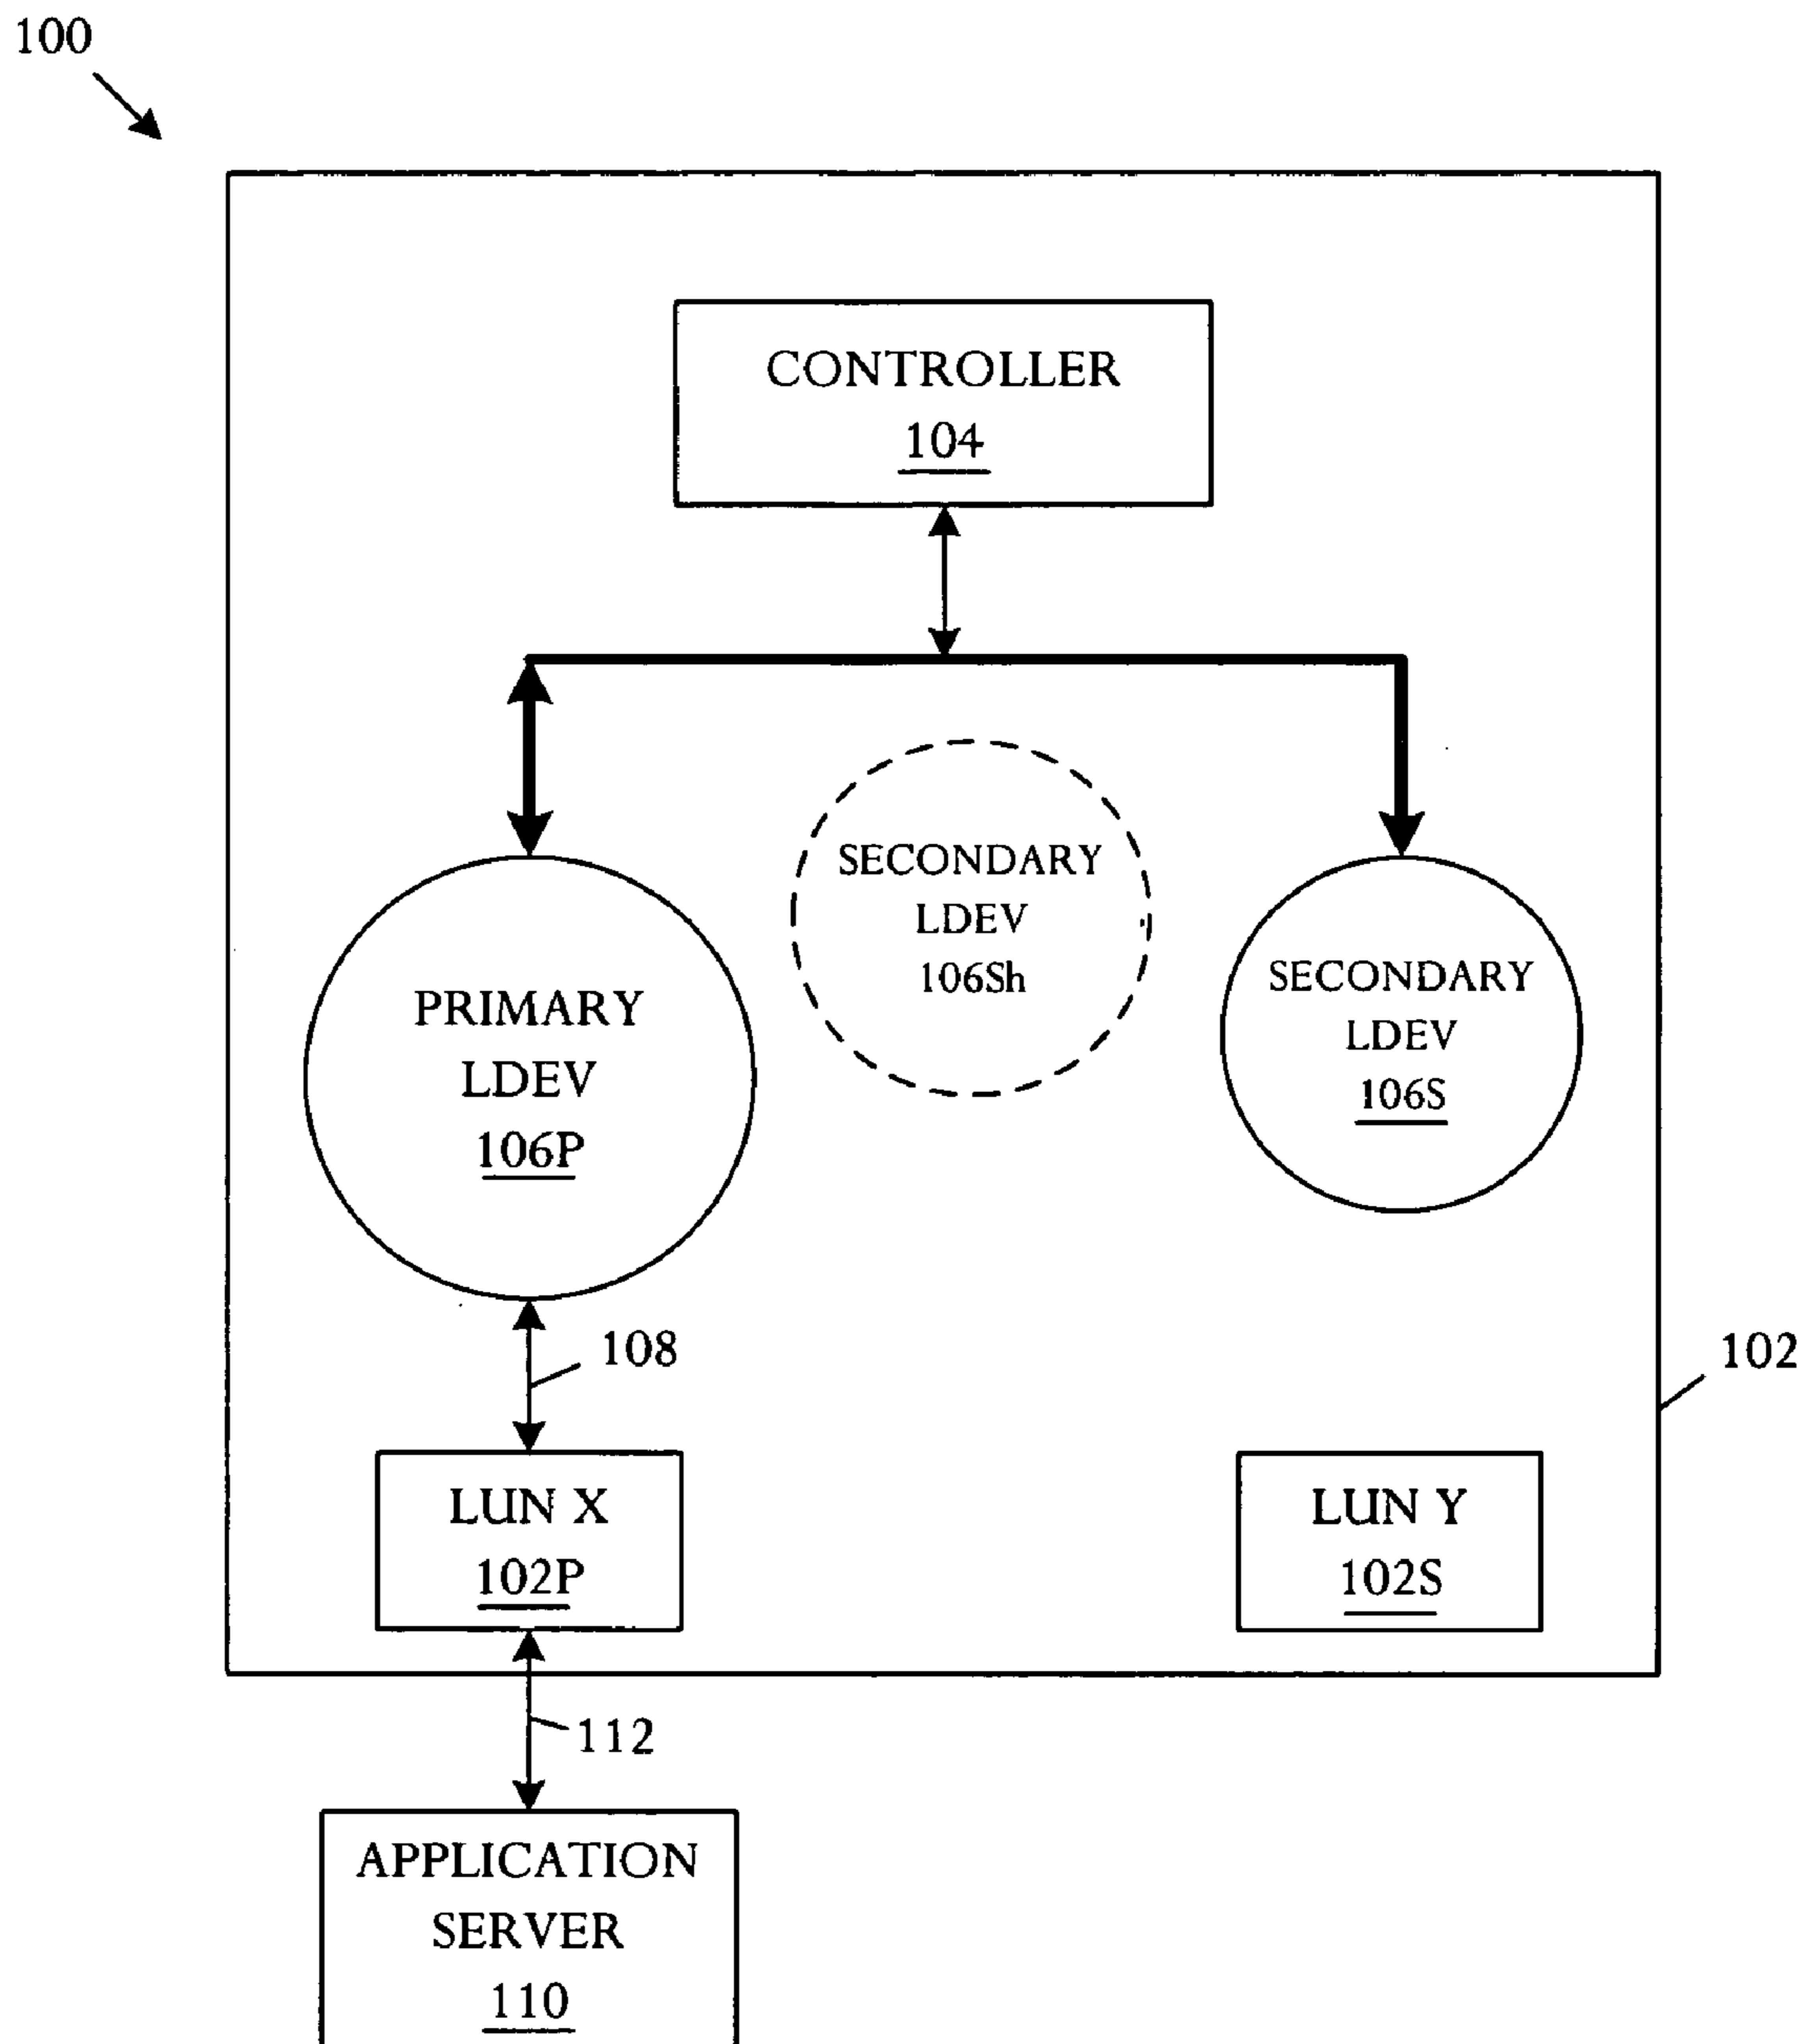 100
CONTROLLER
104
SECONDARY
LDEV
106Sh
PRIMARY
LDEV
106P
SECONDARY
LDEV
106S
108
102
LUN X
102P
LUN Y
102S
112
APPLICATION
SERVER
110